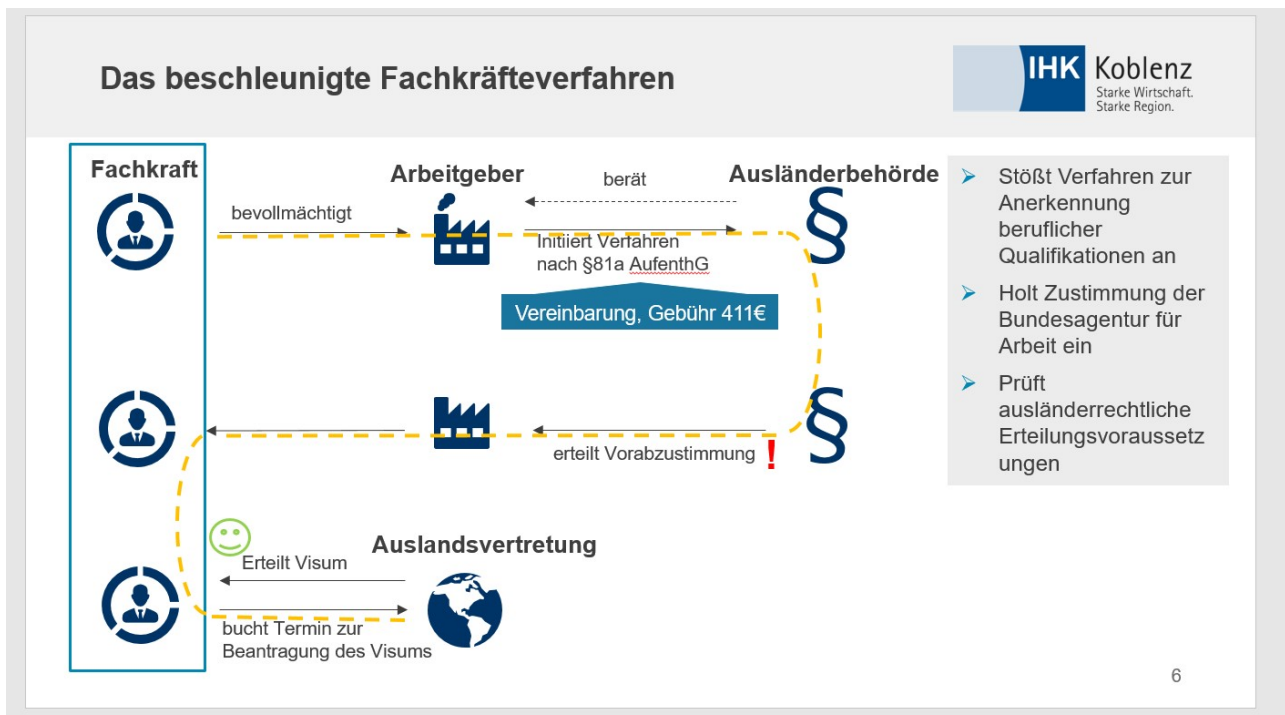 Das beschleunigte Fachkräfteverfahren
IHK Koblenz
Starke Wirtschaft.
Starke Region.
Fachkraft
Arbeitgeber
Ausländerbehörde
bevollmächtigt
berät
Initiiert Verfahren
nach §81a AufenthG
Vereinbarung, Gebühr 411€
§
erteilt Vorabzustimmung !
§
Auslandsvertretung
Erteilt Visum
bucht Termin zur
Beantragung des Visums
➢ Stößt Verfahren zur
Anerkennung
beruflicher
Qualifikationen an
➢ Holt Zustimmung der
Bundesagentur für
Arbeit ein
➢ Prüft
ausländerrechtliche
Erteilungsvoraussetz
ungen
6